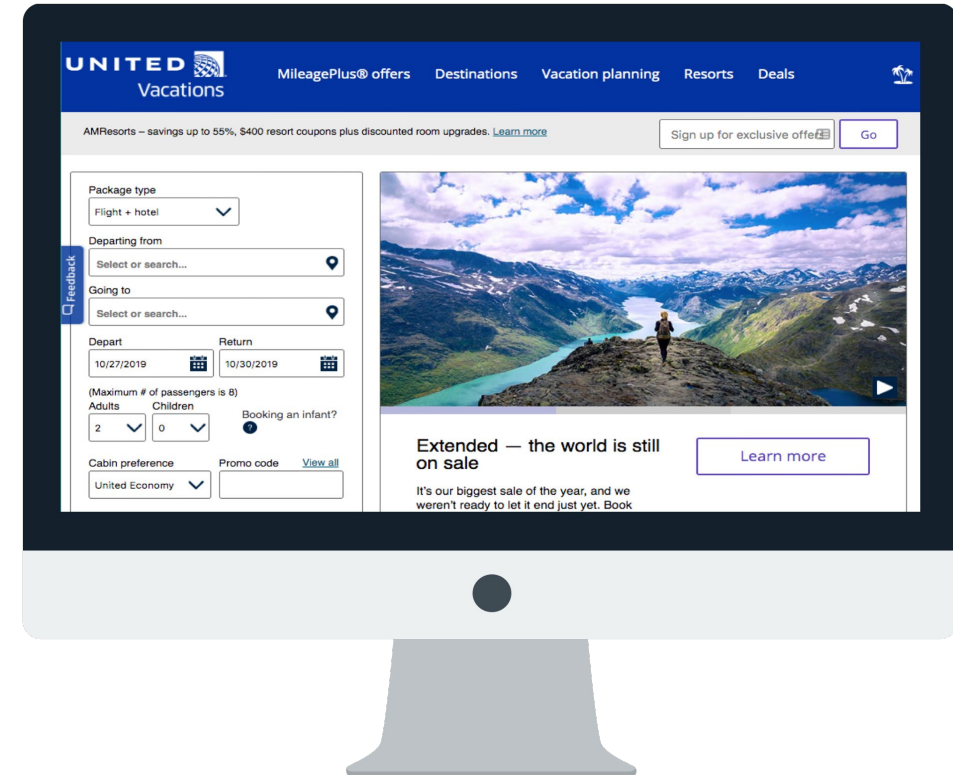 UNITED
Vacations
MileagePlus® offers
Destinations
Vacation planning
Resorts
Deals
AMResorts – savings up to 55%, $400 resort coupons plus discounted room upgrades. Learn more
Sign up for exclusive offers
Go
Feedback
Package type
Flight + hotel
Departing from
Select or search...
Going to
Select or search...
Depart
Return
10/27/2019
10/30/2019
(Maximum # of passengers is 8)
Adults
Children
Booking an infant?
2
0
?
Cabin preference
Promo code
View all
United Economy
Extended — the world is still
on sale
Learn more
It's our biggest sale of the year, and we
weren't ready to let it end just yet. Book